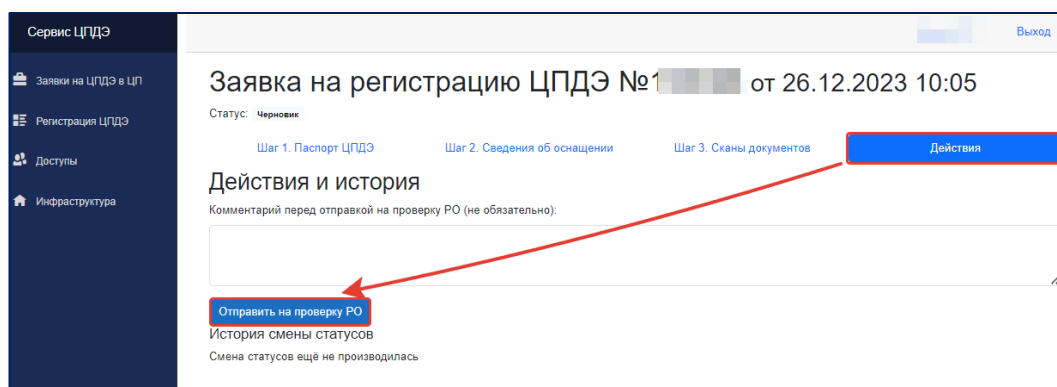 Сервис ЦПДЭ
Выход
Заявки на ЦПДЭ в ЦП
Регистрация ЦПДЭ
Доступы
Инфраструктура
Заявка на регистрацию ЦПДЭ №1 от 26.12.2023 10:05
Статус: Черновик
Шаг 1. Паспорт ЦПДЭ Шаг 2. Сведения об оснащении Шаг 3. Сканы документов Действия
Действия и история
Комментарий перед отправкой на проверку РО (не обязательно):
Отправить на проверку РО
История смены статусов
Смена статусов ещё не производилась